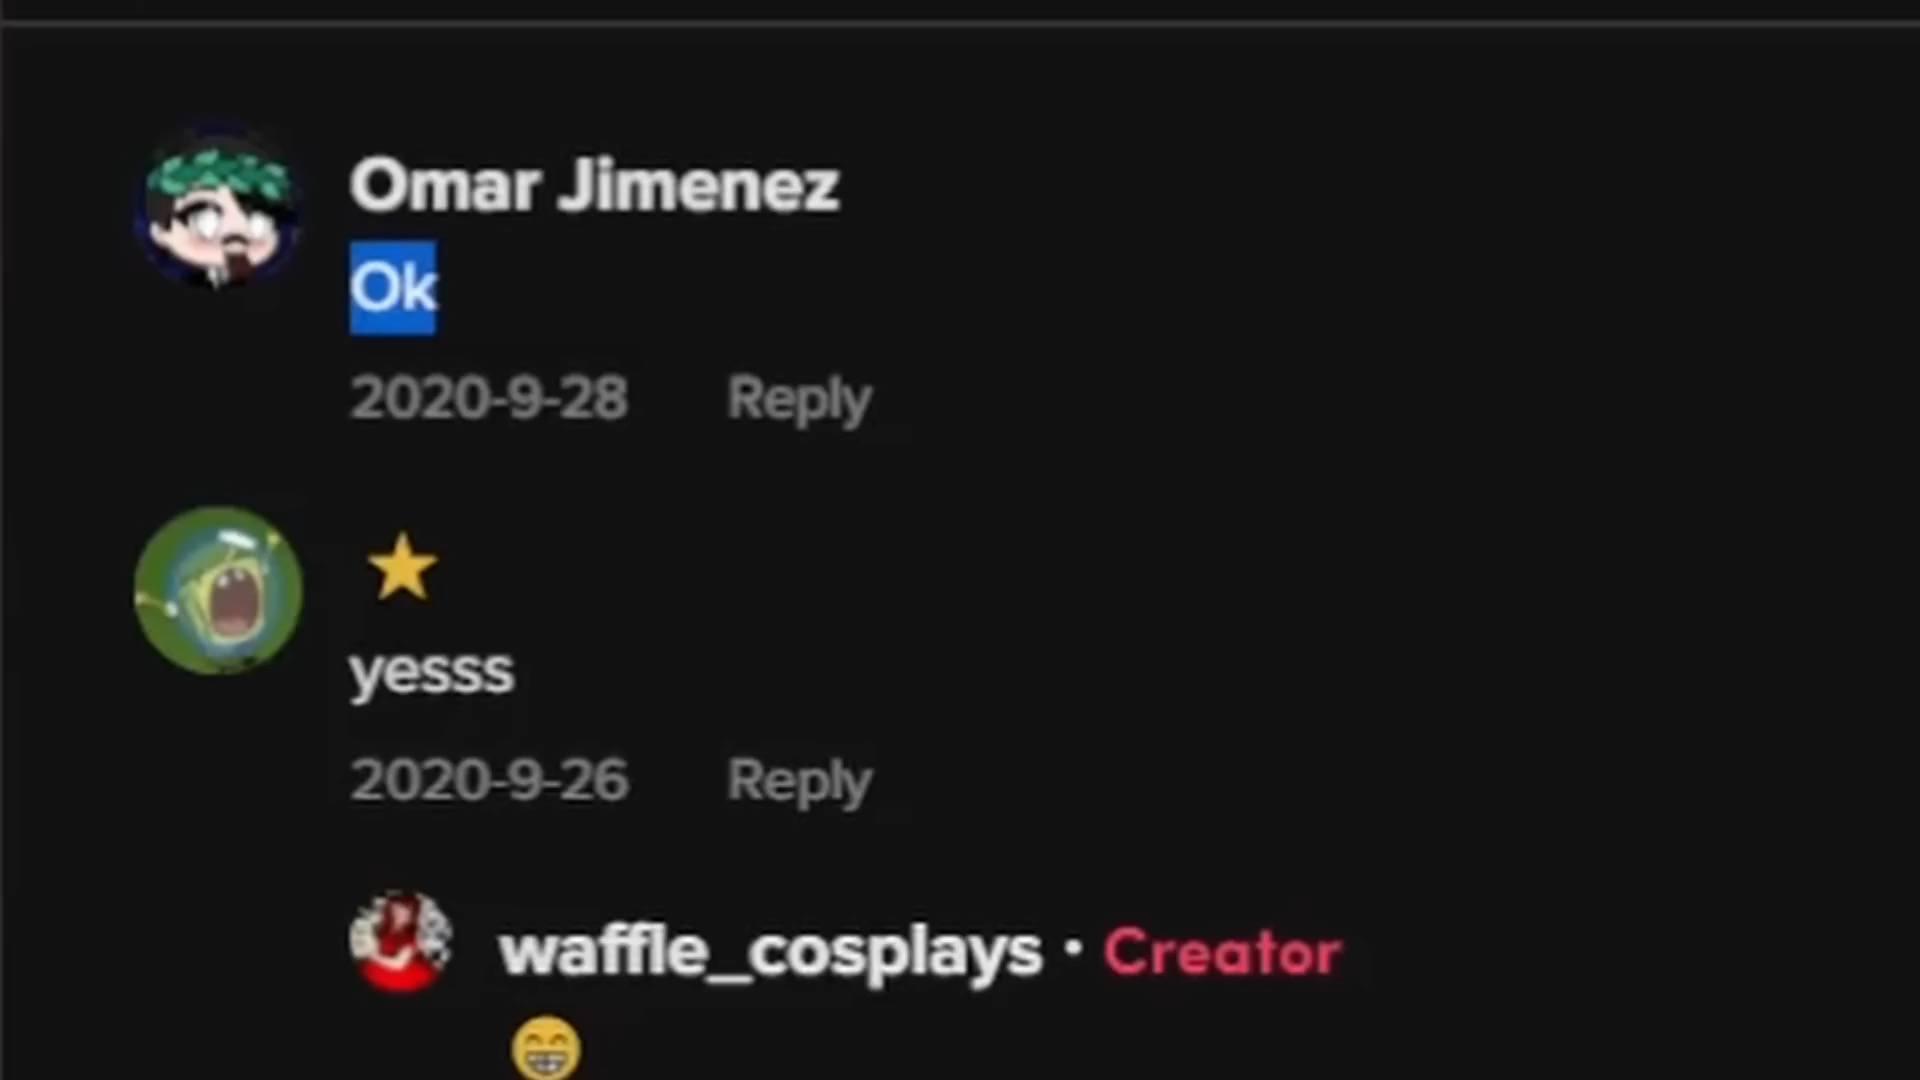 Omar Jimenez
Ok
2020-9-28 Reply
⭐
yesss
2020-9-26 Reply
waffle_cosplays · Creator
😁